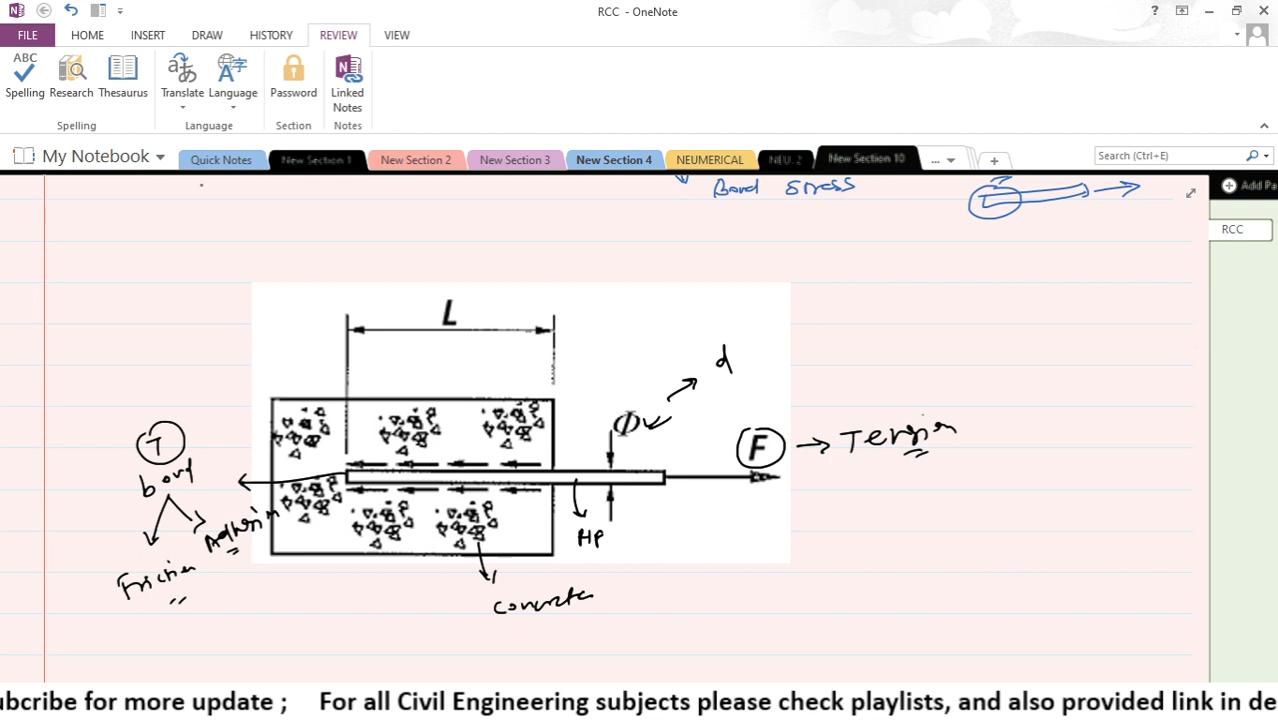 RCC - OneNote
?
FILE HOME INSERT DRAW HISTORY REVIEW VIEW
ABC
Spelling Research Thesaurus Translate Language Password Linked Notes
Spelling Language Section Notes
My Notebook Quick Notes New Section 1 New Section 2 New Section 3 New Section 4 NEUMERICAL NEU. 2 New Section 10 ... + Search (Ctrl+E)
Bond stress
Add Pa
RCC
L
d
Φ
F → Tension
T
bond
Adhesion
Friction
concrete
ubcribe for more update ; For all Civil Engineering subjects please check playlists, and also provided link in de